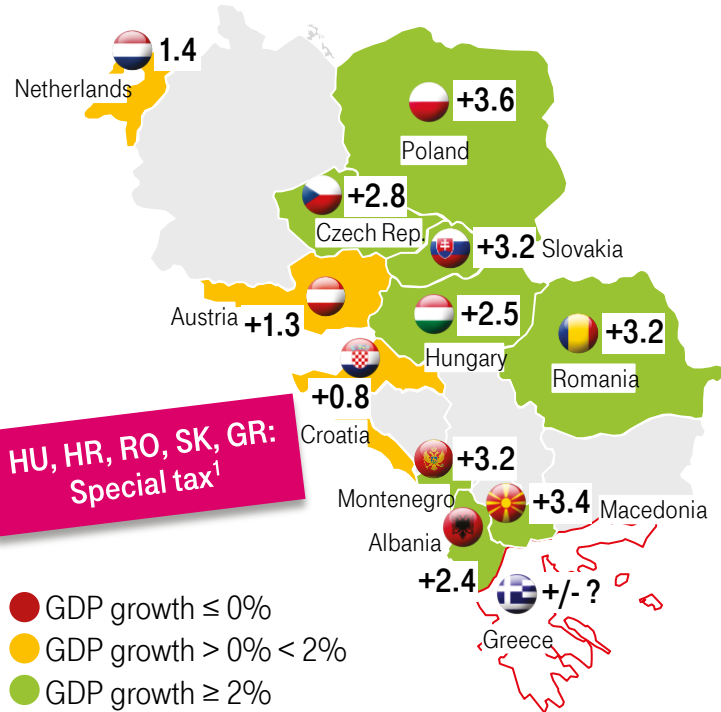 1.4
Netherlands
+3.6
Poland
+2.8
Czech Rep.
+3.2 Slovakia
Austria +1.3
+2.5
Hungary
+3.2
Romania
+0.8
Croatia
HU, HR, RO, SK, GR:
Special tax¹
+3.2
Montenegro
+3.4 Macedonia
Albania
+2.4
+/- ?
Greece
GDP growth ≤ 0%
GDP growth > 0% < 2%
GDP growth ≥ 2%